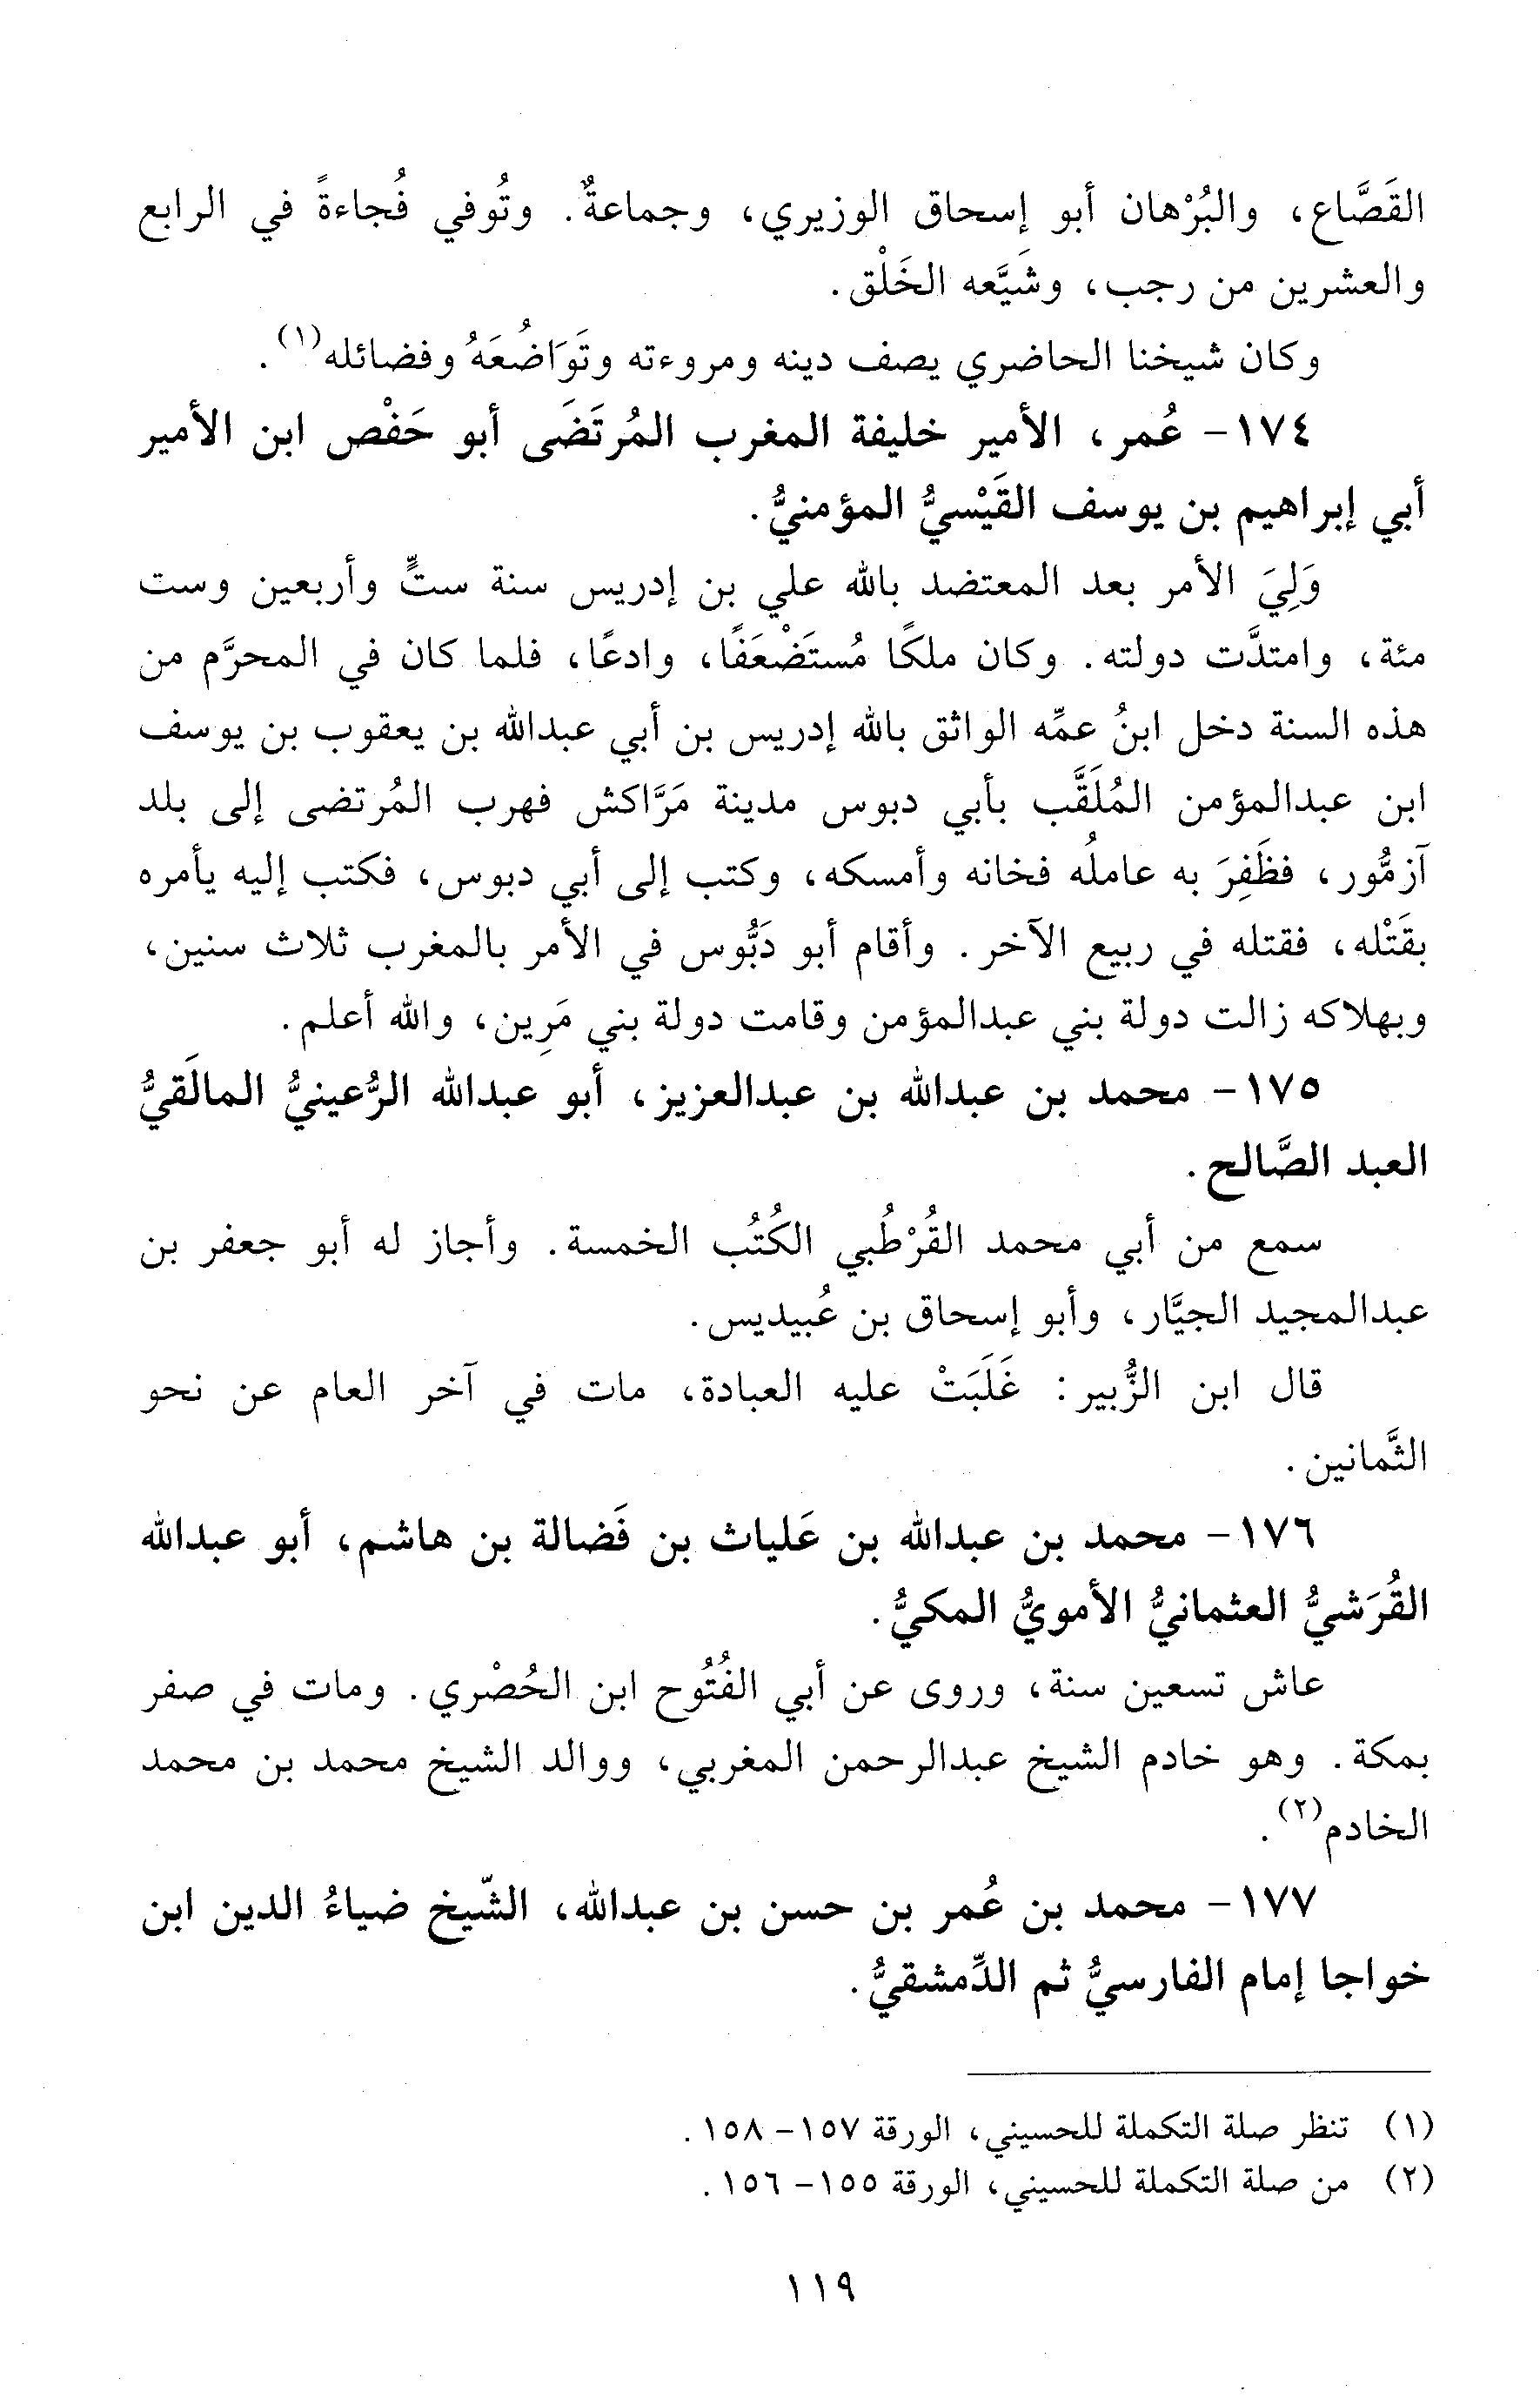 القَصَّاع، والبُرْهان أبو إسحاق الوزيري، وجماعةٌ. وتُوفي فُجاءةً في الرابع
والعشرين من رجب، وشَيَّعه الخَلْق.
وكان شيخنا الحاضري يصف دينه ومروءته وتَوَاضُعَهُ وفضائله(١).
١٧٤- عُمر، الأمير خليفة المغرب المُرتَضَى أبو حَفْص ابن الأمير
أبي إبراهيم بن يوسف القَيْسيُّ المؤمنيُّ.
وَلِيَ الأمر بعد المعتضد بالله علي بن إدريس سنة ستٍّ وأربعين وست
مئة، وامتدَّت دولته. وكان ملكًا مُستَضْعَفًا، وادعًا، فلما كان في المحرَّم من
هذه السنة دخل ابنُ عمِّه الواثق بالله إدريس بن أبي عبدالله بن يعقوب بن يوسف
ابن عبدالمؤمن المُلَقَّب بأبي دبوس مدينة مَرَّاكش فهرب المُرتضى إلى بلد
آزمُّور، فظَفِرَ به عاملُه فخانه وأمسكه، وكتب إلى أبي دبوس، فكتب إليه يأمره
بقَتْله، فقتله في ربيع الآخر. وأقام أبو دَبُّوس في الأمر بالمغرب ثلاث سنين،
وبهلاكه زالت دولة بني عبدالمؤمن وقامت دولة بني مَرِين، والله أعلم.
١٧٥- محمد بن عبدالله بن عبدالعزيز، أبو عبدالله الرُّعينيُّ المالَقيُّ
العبد الصَّالح.
سمع من أبي محمد القُرْطُبي الكُتُب الخمسة. وأجاز له أبو جعفر بن
عبدالمجيد الجيَّار، وأبو إسحاق بن عُبيديس.
قال ابن الزُّبير: غَلَبَتْ عليه العبادة، مات في آخر العام عن نحو
الثَّمانين.
١٧٦- محمد بن عبدالله بن عَلياث بن فَضالة بن هاشم، أبو عبدالله
القُرَشيُّ العثمانيُّ الأمويُّ المكيُّ.
عاش تسعين سنة، وروى عن أبي الفُتُوح ابن الحُصْري. ومات في صفر
بمكة. وهو خادم الشيخ عبدالرحمن المغربي، ووالد الشيخ محمد بن محمد
الخادم(٢).
١٧٧- محمد بن عُمر بن حسن بن عبدالله، الشّيخ ضياءُ الدين ابن
خواجا إمام الفارسيُّ ثم الدِّمشقيُّ.
(١) تنظر صلة التكملة للحسيني، الورقة ١٥٧- ١٥٨.
(٢) من صلة التكملة للحسيني، الورقة ١٥٥- ١٥٦.
١١٩